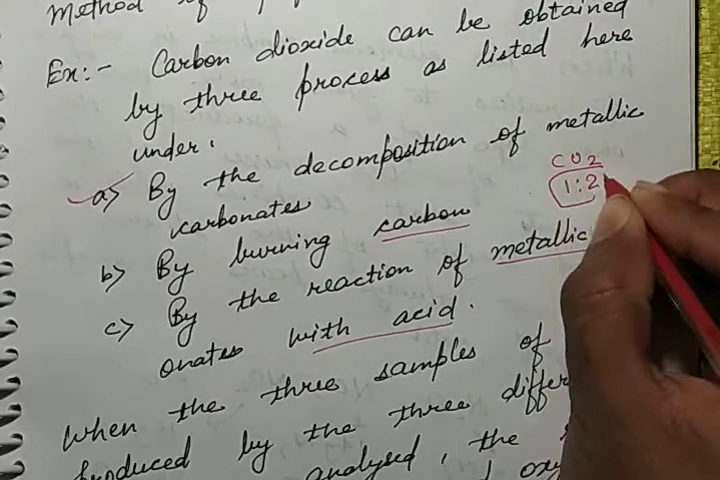 Method of
Ex:- Carbon dioxide can be obtained
by three process as listed here
under.
a) By the decomposition of metallic
carbonates
CO2
1:2
b) By burning carbon
c) By the reaction of metallic
onates with acid.
When the three samples of
produced by the three differ
analysed, the
oxy